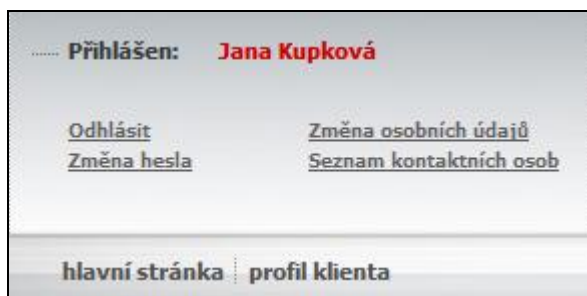 Přihlášen: Jana Kupková
Odhlásit Změna osobních údajů
Změna hesla Seznam kontaktních osob
hlavní stránka profil klienta